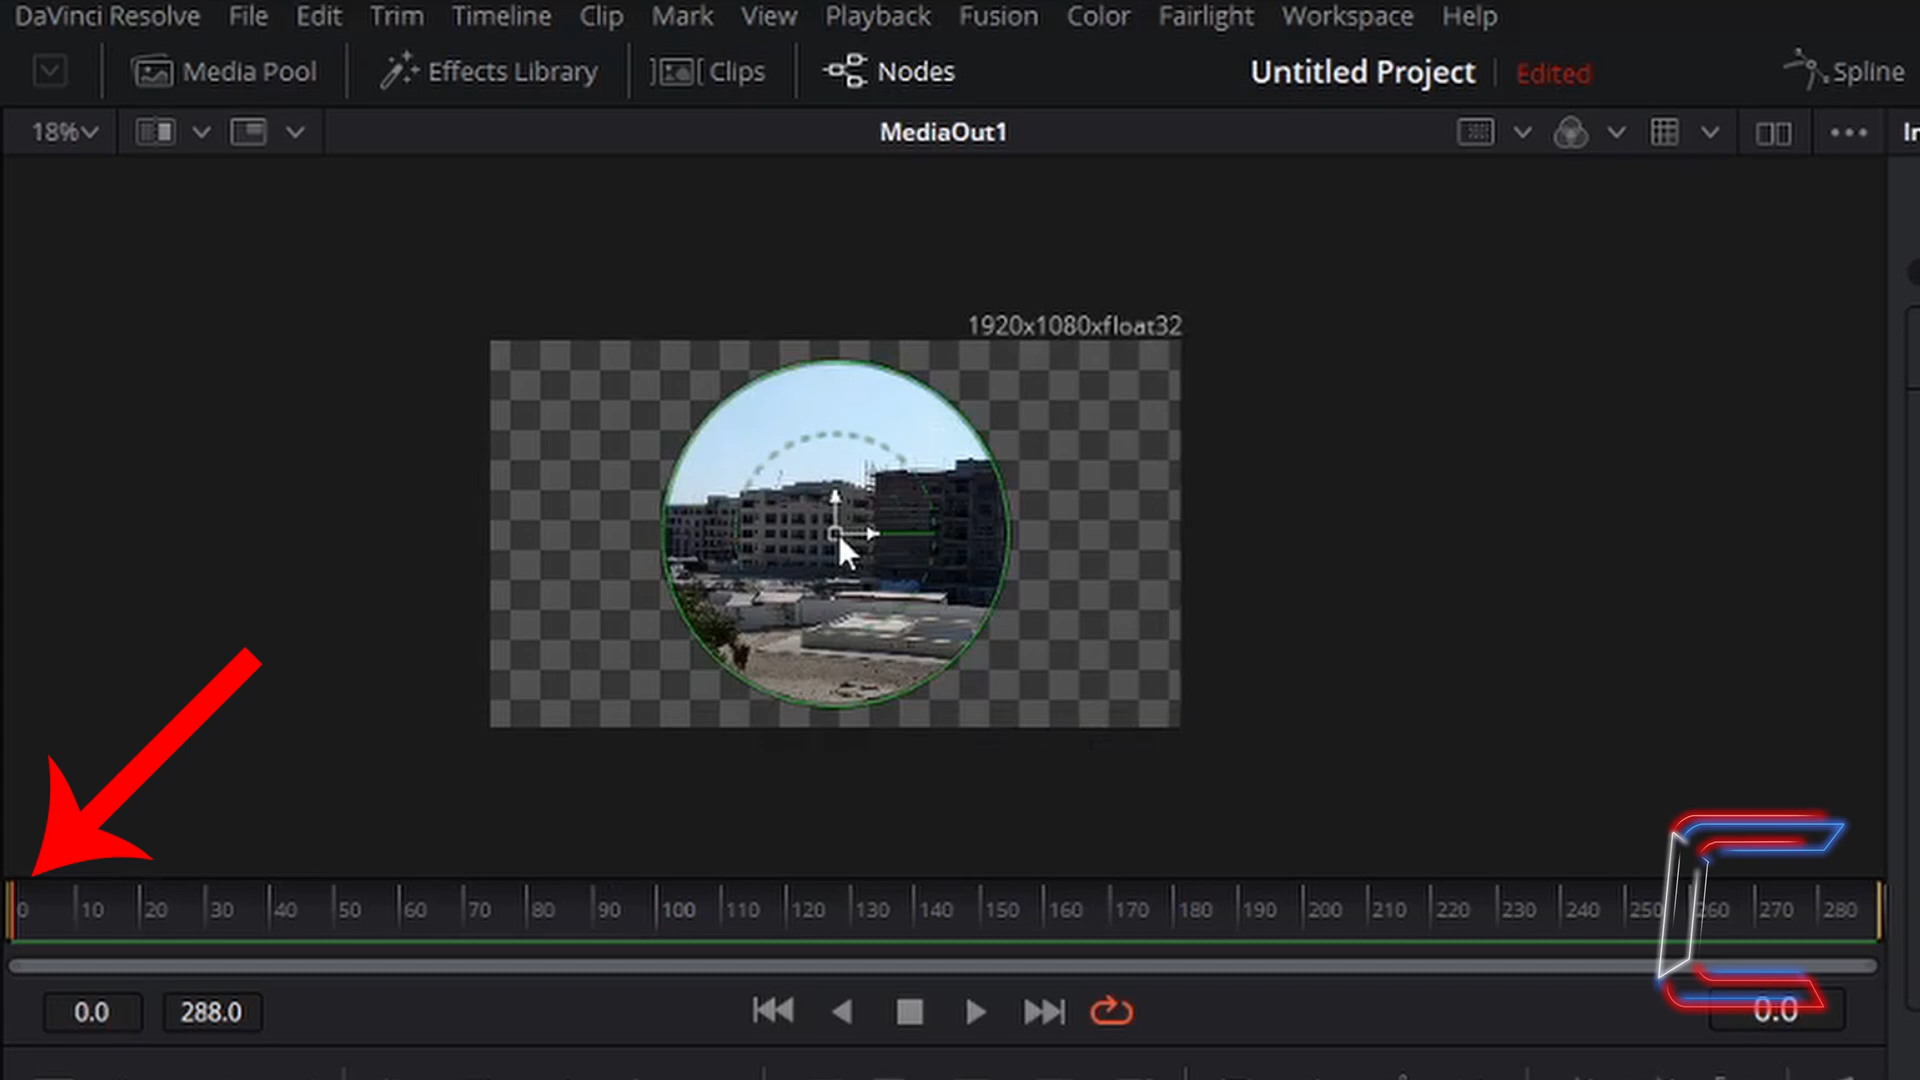 DaVinci Resolve File Edit Trim Timeline Clip Mark View Playback Fusion Color Fairlight Workspace Help
Media Pool Effects Library Clips Nodes Untitled Project Edited Spline
18% MediaOut1
1920x1080xfloat32
0 10 20 30 40 50 60 70 80 90 100 110 120 130 140 150 160 170 180 190 200 210 220 230 240 250 260 270 280
0.0 288.0 0.0